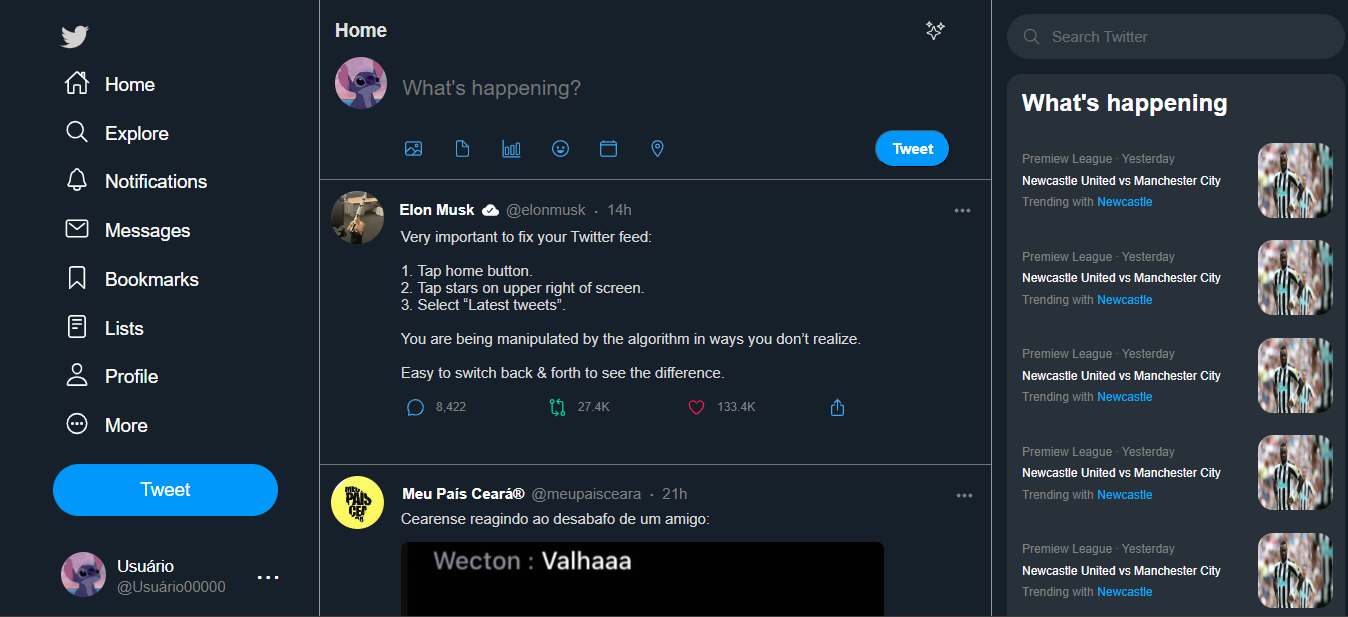 Home
Explore
Notifications
Messages
Bookmarks
Lists
Profile
More
Tweet
Usuário
@Usuário00000
Home
What's happening?
Tweet
Elon Musk @elonmusk . 14h
Very important to fix your Twitter feed:
1. Tap home button.
2. Tap stars on upper right of screen.
3. Select “Latest tweets”.
You are being manipulated by the algorithm in ways you don’t realize.
Easy to switch back & forth to see the difference.
8,422 27.4K 133.4K
MEU PAÍS CEARÁ
Meu País Ceará® @meupaisceara · 21h
Cearense reagindo ao desabafo de um amigo:
Wecton : Valhaaa
Search Twitter
What's happening
Premiew League · Yesterday
Newcastle United vs Manchester City
Trending with Newcastle
Premiew League · Yesterday
Newcastle United vs Manchester City
Trending with Newcastle
Premiew League · Yesterday
Newcastle United vs Manchester City
Trending with Newcastle
Premiew League · Yesterday
Newcastle United vs Manchester City
Trending with Newcastle
Premiew League · Yesterday
Newcastle United vs Manchester City
Trending with Newcastle